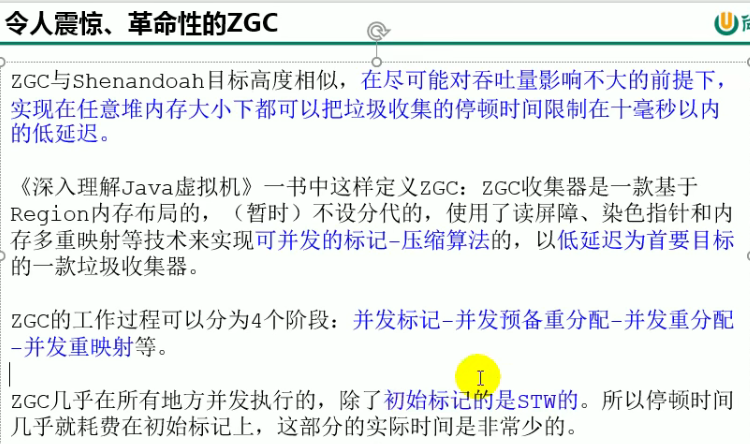 令人震惊、革命性的ZGC
ZGC与Shenandoah目标高度相似，在尽可能对吞吐量影响不大的前提下，
实现在任意堆内存大小下都可以把垃圾收集的停顿时间限制在十毫秒以内
的低延迟。
《深入理解Java虚拟机》一书中这样定义ZGC：ZGC收集器是一款基于
Region内存布局的，（暂时）不设分代的，使用了读屏障、染色指针和内
存多重映射等技术来实现可并发的标记-压缩算法的，以低延迟为首要目标
的一款垃圾收集器。
ZGC的工作过程可以分为4个阶段：并发标记-并发预备重分配-并发重分配
-并发重映射等。
ZGC几乎在所有地方并发执行的，除了初始标记的是STW的。所以停顿时间
几乎就耗费在初始标记上，这部分的实际时间是非常少的。